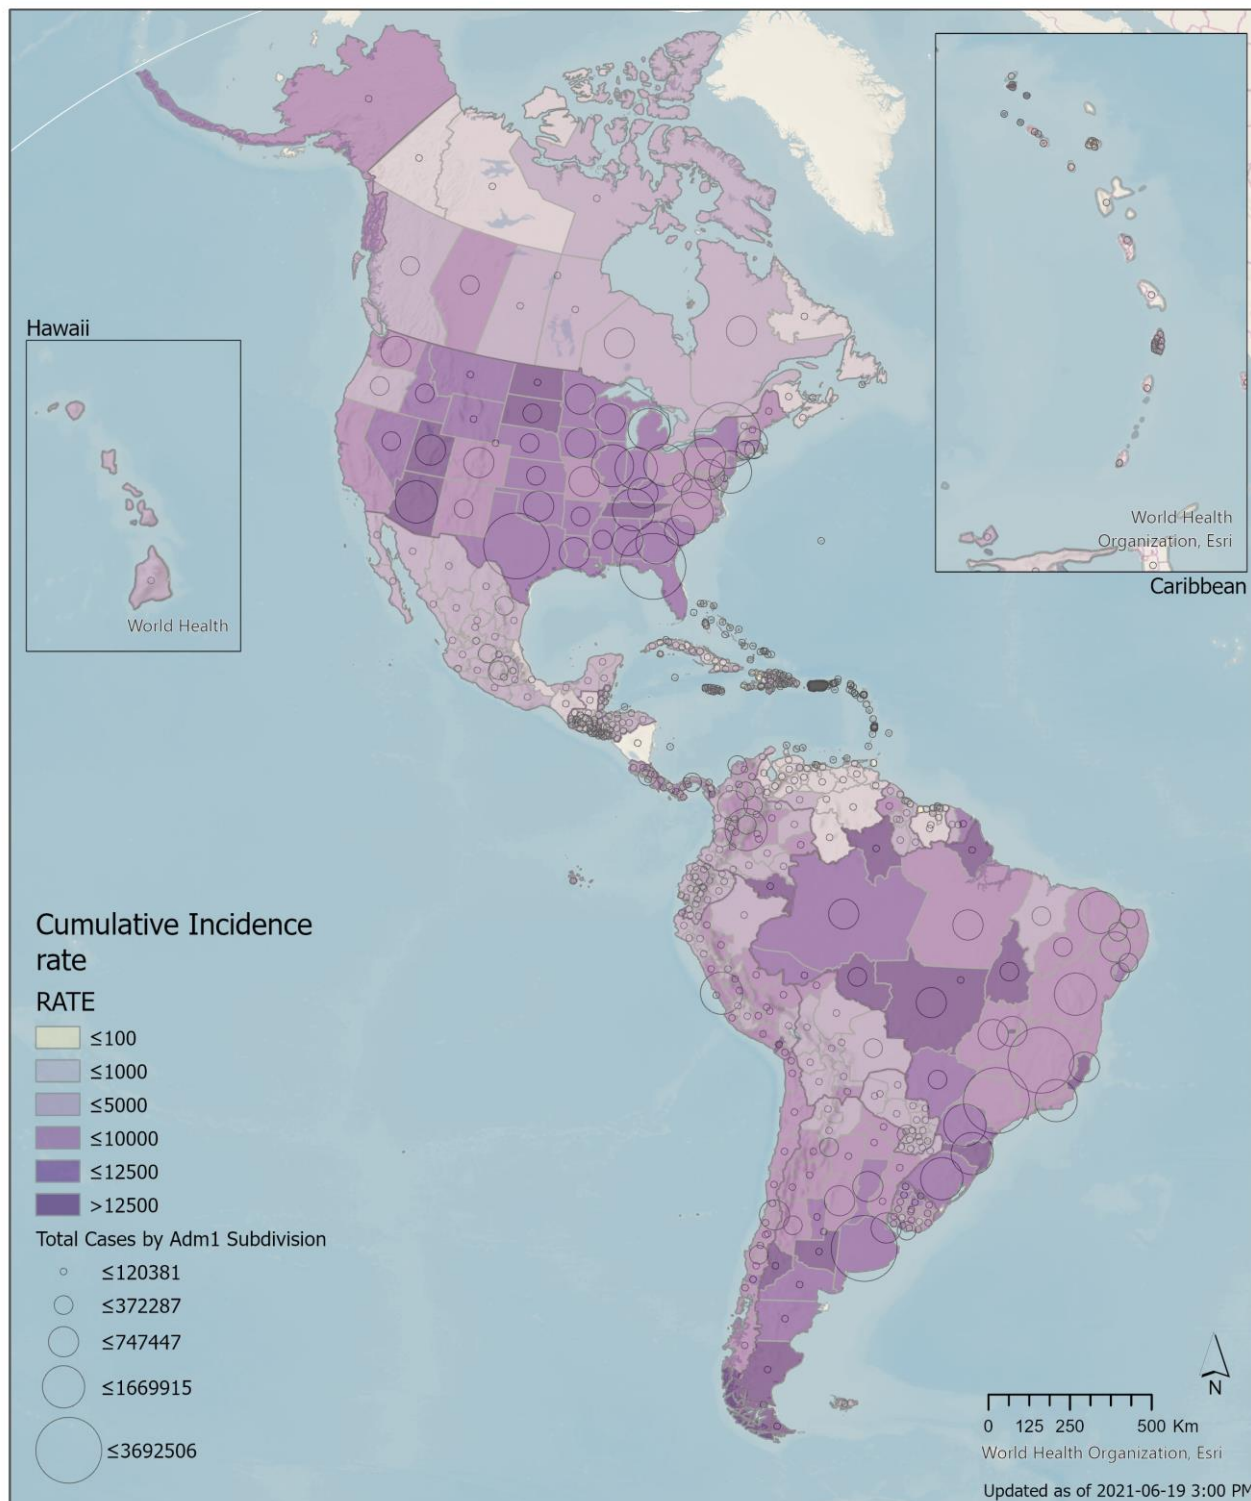 Hawaii
World Health
World Health
Organization, Esri
Caribbean
Cumulative Incidence
rate
RATE
≤100
≤1000
≤5000
≤10000
≤12500
>12500
Total Cases by Adm1 Subdivision
≤120381
≤372287
≤747447
≤1669915
≤3692506
N
0 125 250 500 Km
World Health Organization, Esri
Updated as of 2021-06-19 3:00 PM